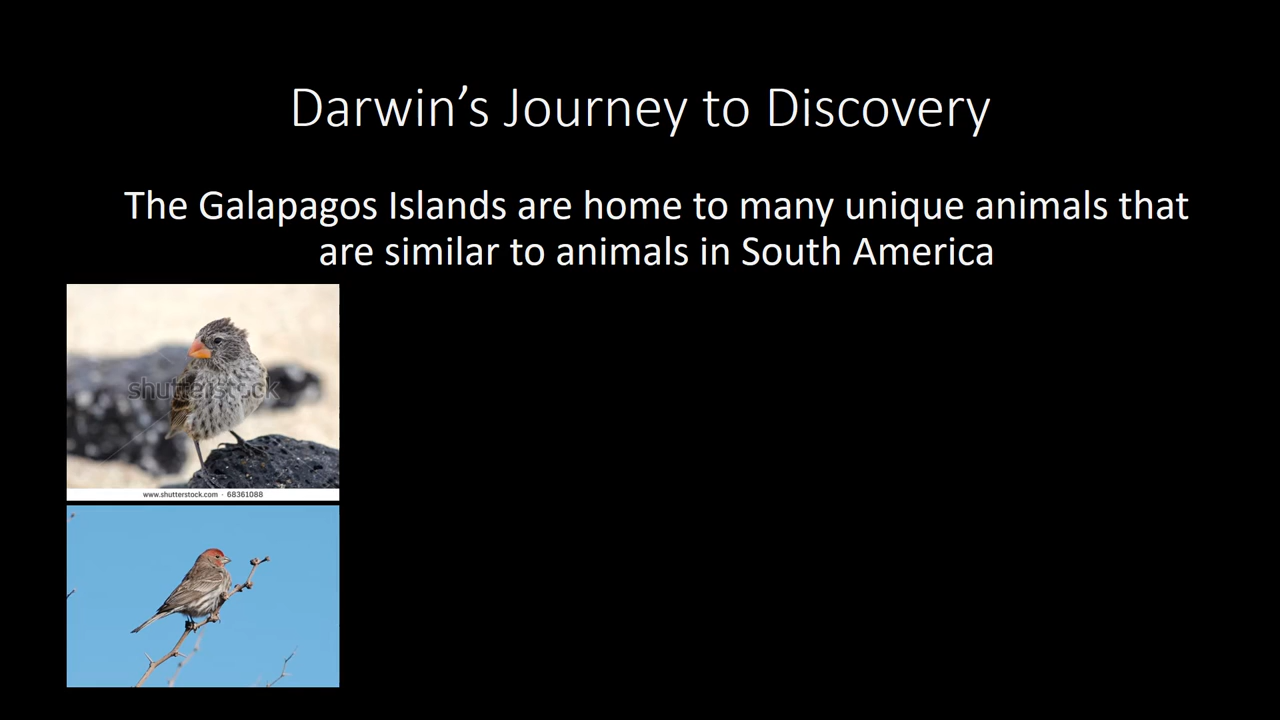 Darwin’s Journey to Discovery
The Galapagos Islands are home to many unique animals that
are similar to animals in South America
shutterstock
www.shutterstock.com · 68361088